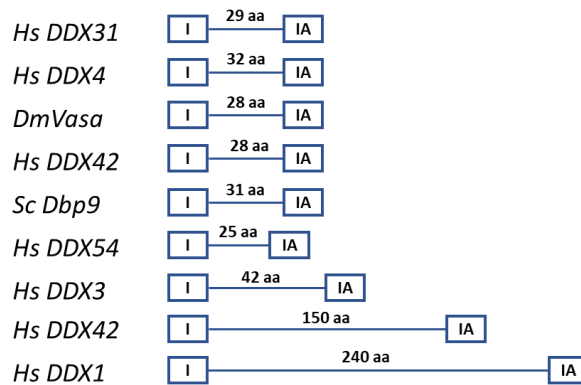 Hs DDX31 I 29 aa IA
Hs DDX4 I 32 aa IA
DmVasa I 28 aa IA
Hs DDX42 I 28 aa IA
Sc Dbp9 I 31 aa IA
Hs DDX54 I 25 aa IA
Hs DDX3 I 42 aa IA
Hs DDX42 I 150 aa IA
Hs DDX1 I 240 aa IA